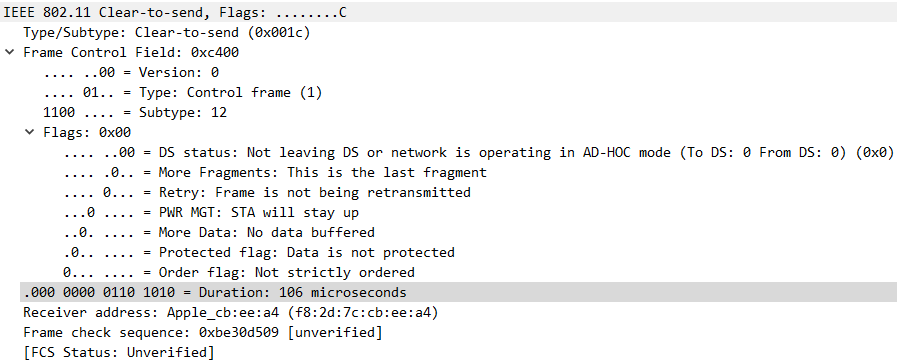 IEEE 802.11 Clear-to-send, Flags: ........C
Type/Subtype: Clear-to-send (0x001c)
Frame Control Field: 0xc400
.... ..00 = Version: 0
.... 01.. = Type: Control frame (1)
1100 .... = Subtype: 12
Flags: 0x00
.... ..00 = DS status: Not leaving DS or network is operating in AD-HOC mode (To DS: 0 From DS: 0) (0x0)
.... .0.. = More Fragments: This is the last fragment
.... 0... = Retry: Frame is not being retransmitted
...0 .... = PWR MGT: STA will stay up
..0. .... = More Data: No data buffered
.0.. .... = Protected flag: Data is not protected
0... .... = Order flag: Not strictly ordered
.000 0000 0110 1010 = Duration: 106 microseconds
Receiver address: Apple_cb:ee:a4 (f8:2d:7c:cb:ee:a4)
Frame check sequence: 0xbe30d509 [unverified]
[FCS Status: Unverified]